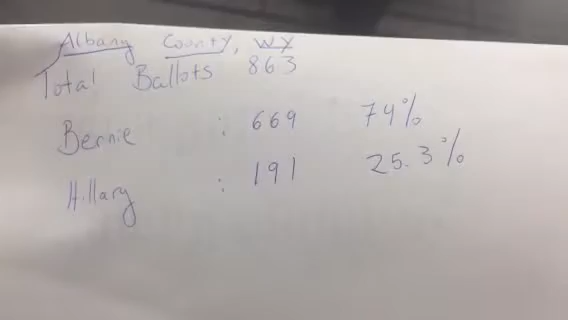 Albany County, WY
Total Ballots 863
Bernie : 669 74%
Hillary : 191 25.3%